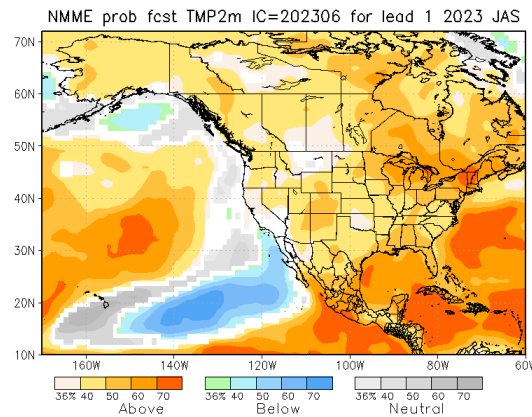 NMME prob fcst TMP2m IC=202306 for lead 1 2023 JAS
70N
60N
50N
40N
30N
20N
10N
160W 140W 120W 100W 80W 60W
36% 40 50 60 70 36% 40 50 60 70 36% 40 50 60 70
Above Below Neutral